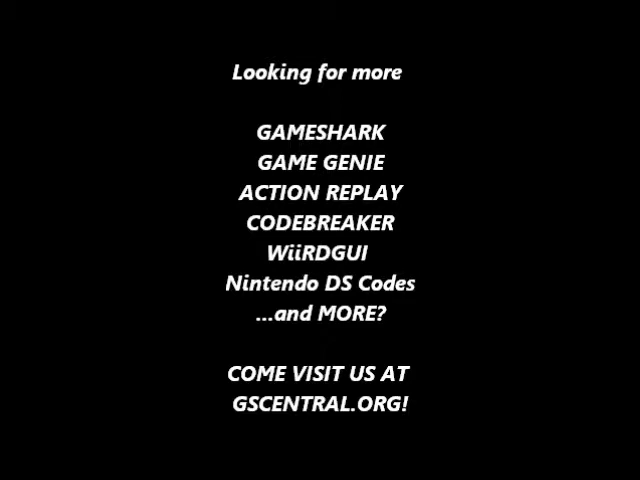 Looking for more
GAMESHARK
GAME GENIE
ACTION REPLAY
CODEBREAKER
WiiRDGUI
Nintendo DS Codes
...and MORE?
COME VISIT US AT
GSCENTRAL.ORG!